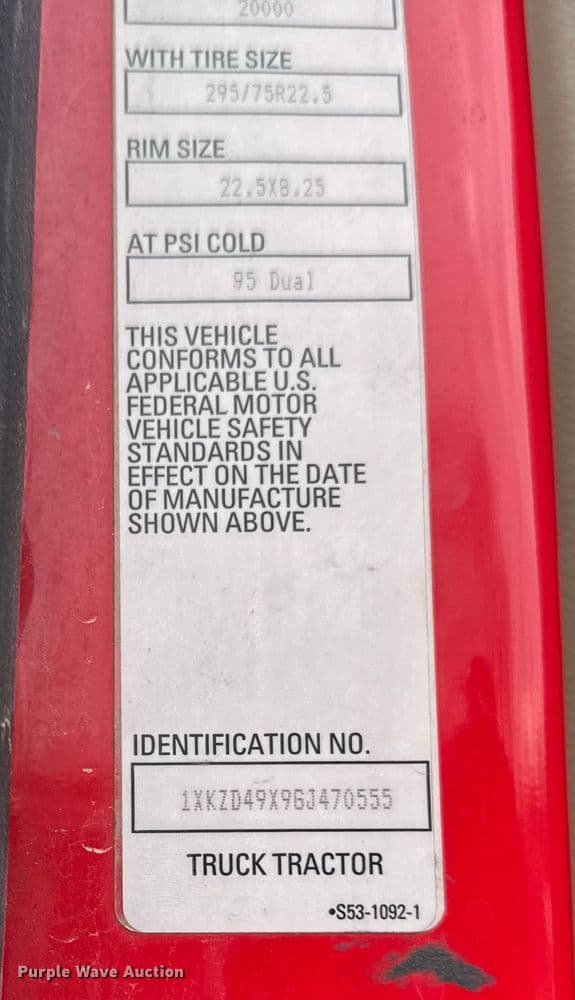 20000
WITH TIRE SIZE
295/75R22.5
RIM SIZE
22.5X8.25
AT PSI COLD
95 Dual
THIS VEHICLE
CONFORMS TO ALL
APPLICABLE U.S.
FEDERAL MOTOR
VEHICLE SAFETY
STANDARDS IN
EFFECT ON THE DATE
OF MANUFACTURE
SHOWN ABOVE.
IDENTIFICATION NO.
1XKZD49X9GJ470555
TRUCK TRACTOR
•S53-1092-1
Purple Wave Auction